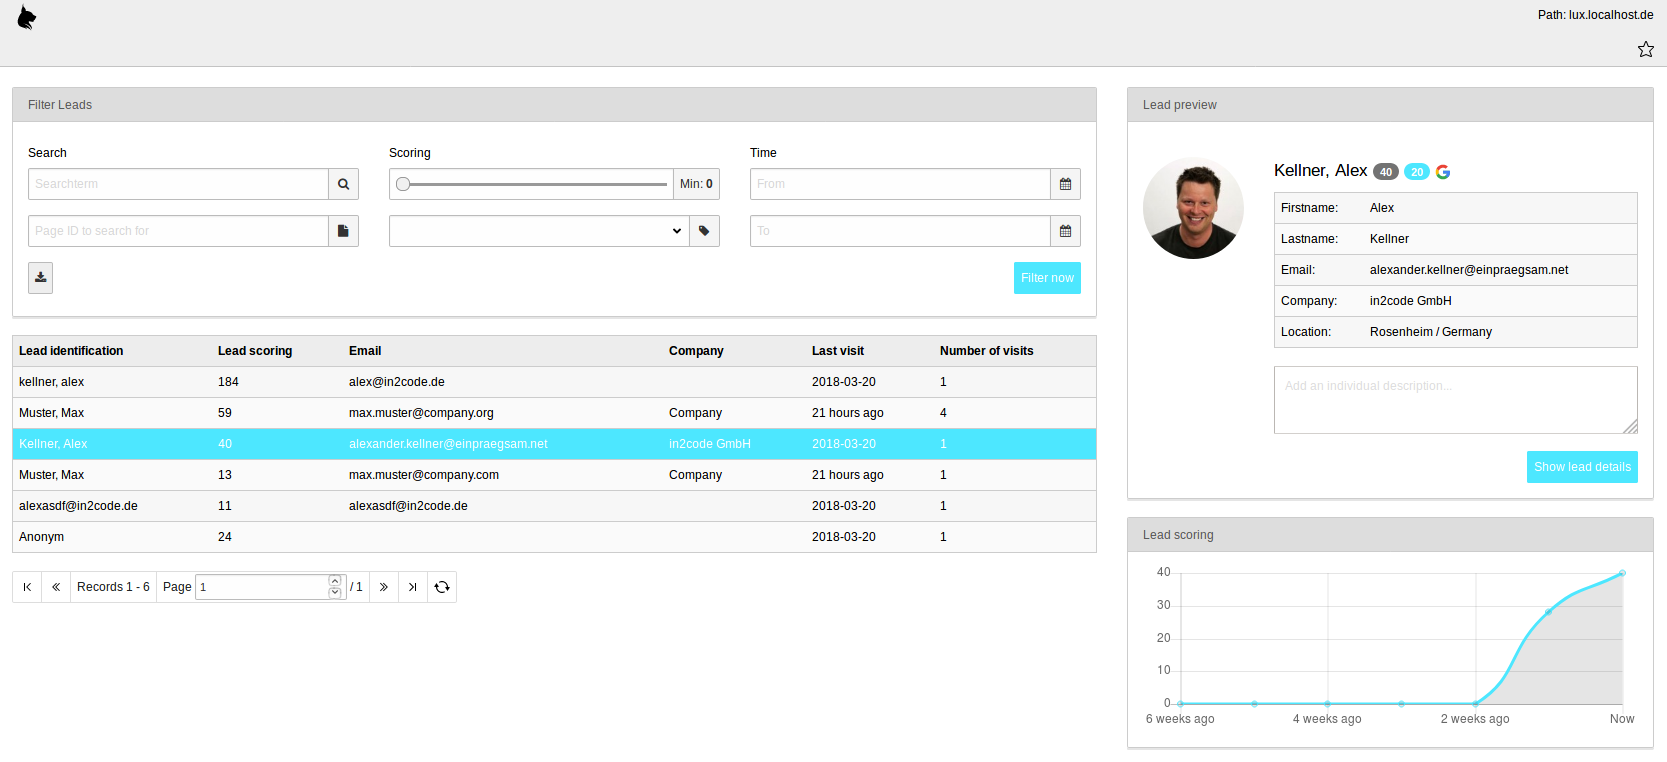 Path: lux.localhost.de
Filter Leads
Search
Scoring
Time
Searchterm
Min: 0
From
Page ID to search for
To
Filter now
Lead identification Lead scoring Email Company Last visit Number of visits
kellner, alex 184 alex@in2code.de 2018-03-20 1
Muster, Max 59 max.muster@company.org Company 21 hours ago 4
Kellner, Alex 40 alexander.kellner@einpraegsam.net in2code GmbH 2018-03-20 1
Muster, Max 13 max.muster@company.com Company 21 hours ago 1
alexasdf@in2code.de 11 alexasdf@in2code.de 2018-03-20 1
Anonym 24 2018-03-20 1
Records 1 - 6 Page 1 / 1
Lead preview
Kellner, Alex 40 20 G
Firstname: Alex
Lastname: Kellner
Email: alexander.kellner@einpraegsam.net
Company: in2code GmbH
Location: Rosenheim / Germany
Add an individual description...
Show lead details
Lead scoring
40
30
20
10
0
6 weeks ago 4 weeks ago 2 weeks ago Now